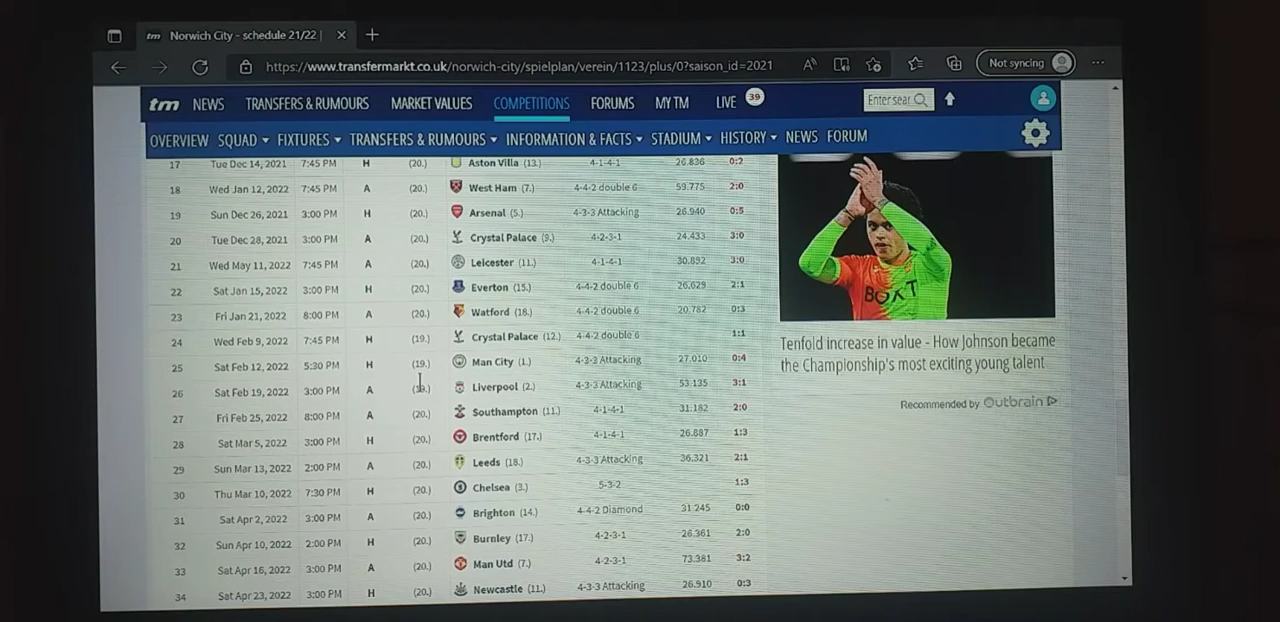 tm Norwich City - schedule 21/22 |
https://www.transfermarkt.co.uk/norwich-city/spielplan/verein/1123/plus/0?saison_id=2021 Not syncing
tm NEWS TRANSFERS & RUMOURS MARKET VALUES COMPETITIONS FORUMS MY TM LIVE 39 Enter sear
OVERVIEW SQUAD FIXTURES TRANSFERS & RUMOURS INFORMATION & FACTS STADIUM HISTORY NEWS FORUM
17 Tue Dec 14, 2021 7:45 PM H (20.) Aston Villa (13.) 4-1-4-1 26.836 0:2
18 Wed Jan 12, 2022 7:45 PM A (20.) West Ham (7.) 4-4-2 double 6 59.775 2:0
19 Sun Dec 26, 2021 3:00 PM H (20.) Arsenal (5.) 4-3-3 Attacking 26.940 0:5
20 Tue Dec 28, 2021 3:00 PM A (20.) Crystal Palace (9.) 4-2-3-1 24.433 3:0
21 Wed May 11, 2022 7:45 PM A (20.) Leicester (11.) 4-1-4-1 30.892 3:0
22 Sat Jan 15, 2022 3:00 PM H (20.) Everton (15.) 4-4-2 double 6 26.629 2:1
23 Fri Jan 21, 2022 8:00 PM A (20.) Watford (18.) 4-4-2 double 6 20.782 0:3
24 Wed Feb 9, 2022 7:45 PM H (19.) Crystal Palace (12.) 4-4-2 double 6 1:1
25 Sat Feb 12, 2022 5:30 PM H (19.) Man City (1.) 4-3-3 Attacking 27.010 0:4
26 Sat Feb 19, 2022 3:00 PM A Liverpool (2.) 4-3-3 Attacking 53.135 3:1
27 Fri Feb 25, 2022 8:00 PM A (20.) Southampton (11.) 4-1-4-1 31.182 2:0
28 Sat Mar 5, 2022 3:00 PM H (20.) Brentford (17.) 4-1-4-1 26.887 1:3
29 Sun Mar 13, 2022 2:00 PM A (20.) Leeds (18.) 4-3-3 Attacking 36.321 2:1
30 Thu Mar 10, 2022 7:30 PM H (20.) Chelsea (3.) 5-3-2 1:3
31 Sat Apr 2, 2022 3:00 PM A (20.) Brighton (14.) 4-4-2 Diamond 31.245 0:0
32 Sun Apr 10, 2022 2:00 PM H (20.) Burnley (17.) 4-2-3-1 26.361 2:0
33 Sat Apr 16, 2022 3:00 PM A (20.) Man Utd (7.) 4-2-3-1 73.381 3:2
34 Sat Apr 23, 2022 3:00 PM H (20.) Newcastle (11.) 4-3-3 Attacking 26.910 0:3
BOXT
Tenfold increase in value - How Johnson became
the Championship's most exciting young talent
Recommended by Outbrain